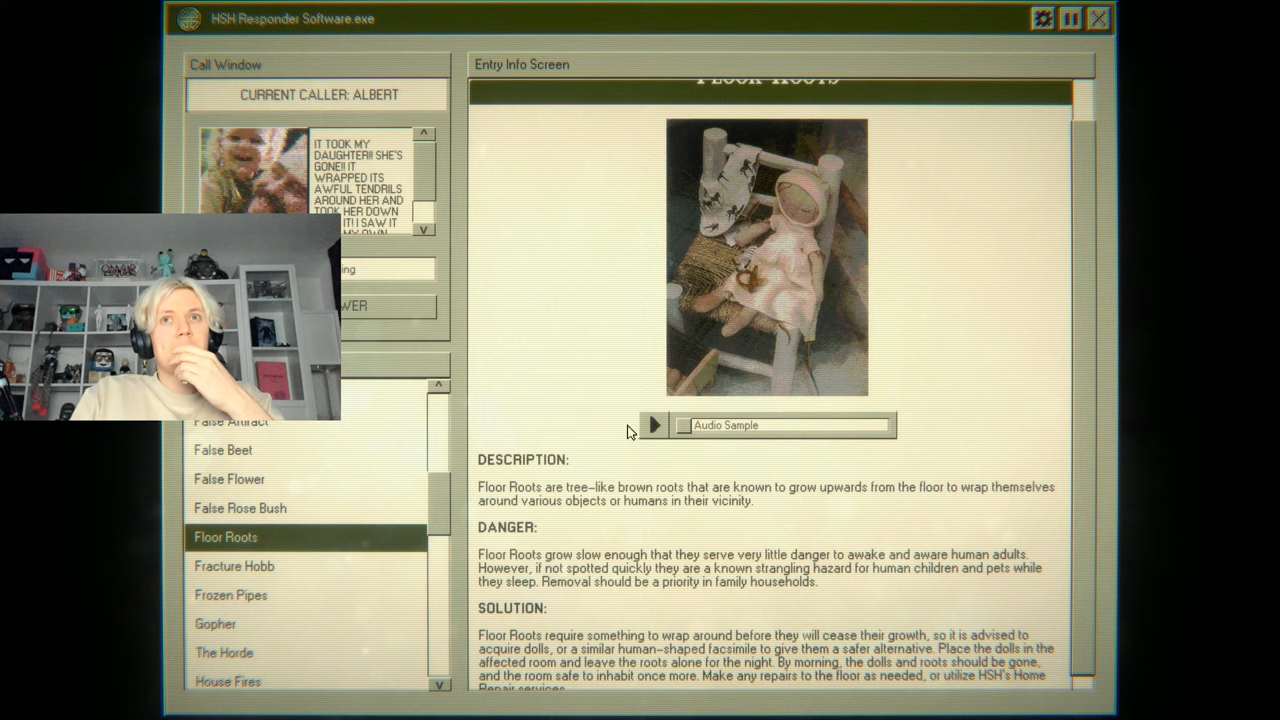 HSH Responder Software.exe
Call Window
CURRENT CALLER: ALBERT
IT TOOK MY
DAUGHTER!! SHE'S
GONE!! IT
WRAPPED ITS
AWFUL TENDRILS
AROUND HER AND
TOOK HER DOWN
IT! I SAW IT
MY OWN
ing
WER
False Artifact
False Beet
False Flower
False Rose Bush
Floor Roots
Fracture Hobb
Frozen Pipes
Gopher
The Horde
House Fires
Entry Info Screen
FLOOR ROOTS
Audio Sample
DESCRIPTION:
Floor Roots are tree-like brown roots that are known to grow upwards from the floor to wrap themselves
around various objects or humans in their vicinity.
DANGER:
Floor Roots grow slow enough that they serve very little danger to awake and aware human adults.
However, if not spotted quickly they are a known strangling hazard for human children and pets while
they sleep. Removal should be a priority in family households.
SOLUTION:
Floor Roots require something to wrap around before they will cease their growth, so it is advised to
acquire dolls, or a similar human-shaped facsimile to give them a safer alternative. Place the dolls in the
affected room and leave the roots alone for the night. By morning, the dolls and roots should be gone,
and the room safe to inhabit once more. Make any repairs to the floor as needed, or utilize HSH's Home
Repair services.